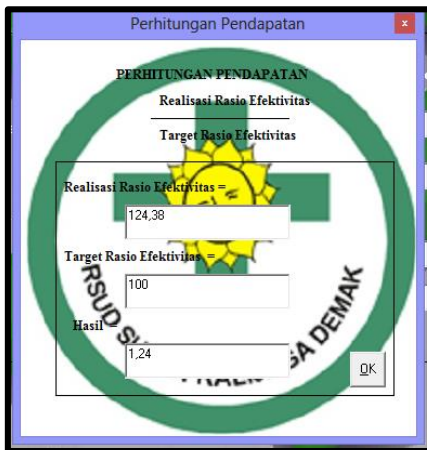 Perhitungan Pendapatan
x
PERHITUNGAN PENDAPATAN
Realisasi Rasio Efektivitas
Target Rasio Efektivitas
Realisasi Rasio Efektivitas =
124,38
Target Rasio Efektivitas =
100
Hasil =
1,24
OK
RSUD
DEMAK